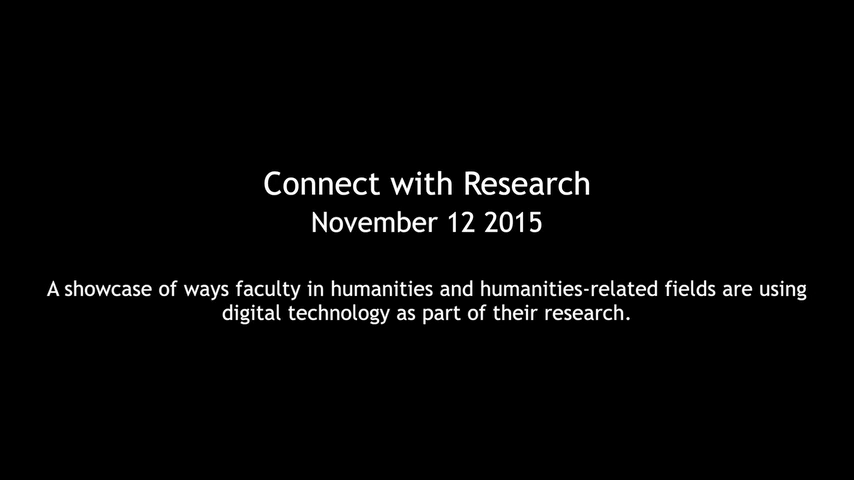 Connect with Research
November 12 2015
A showcase of ways faculty in humanities and humanities-related fields are using
digital technology as part of their research.